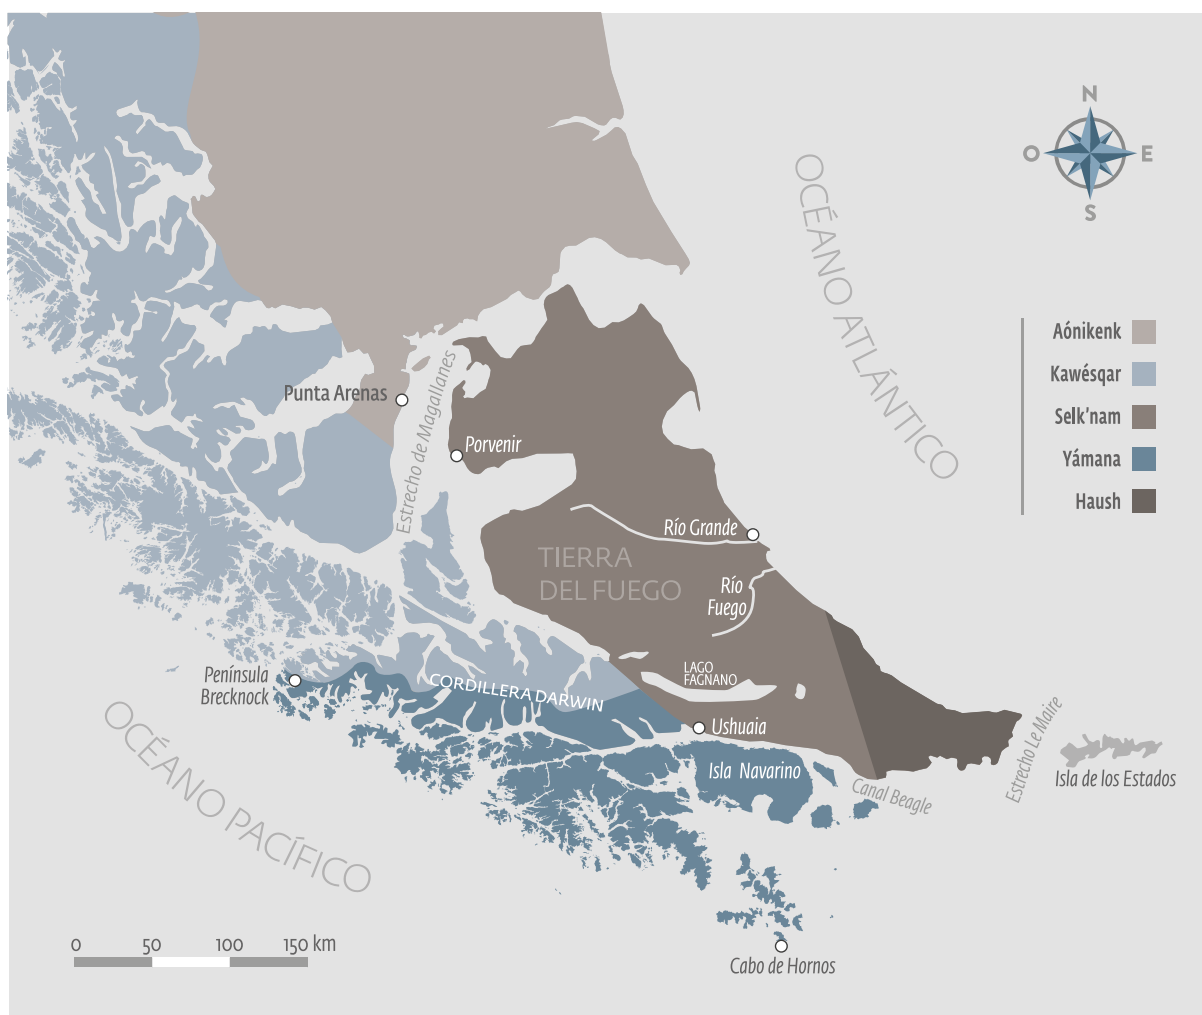 N
O
E
S
OCÉANO ATLÁNTICO
Aónikenk
Kawésqar
Selk'nam
Yámana
Haush
Punta Arenas
Estrecho de Magallanes
Porvenir
Río Grande
TIERRA
DEL FUEGO
Río
Fuego
LAGO
FAGNANO
Península
Brecknock
CORDILLERA DARWIN
Ushuaia
Isla Navarino
Canal Beagle
Estrecho Le Maire
Isla de los Estados
OCÉANO PACÍFICO
0 50 100 150 km
Cabo de Hornos